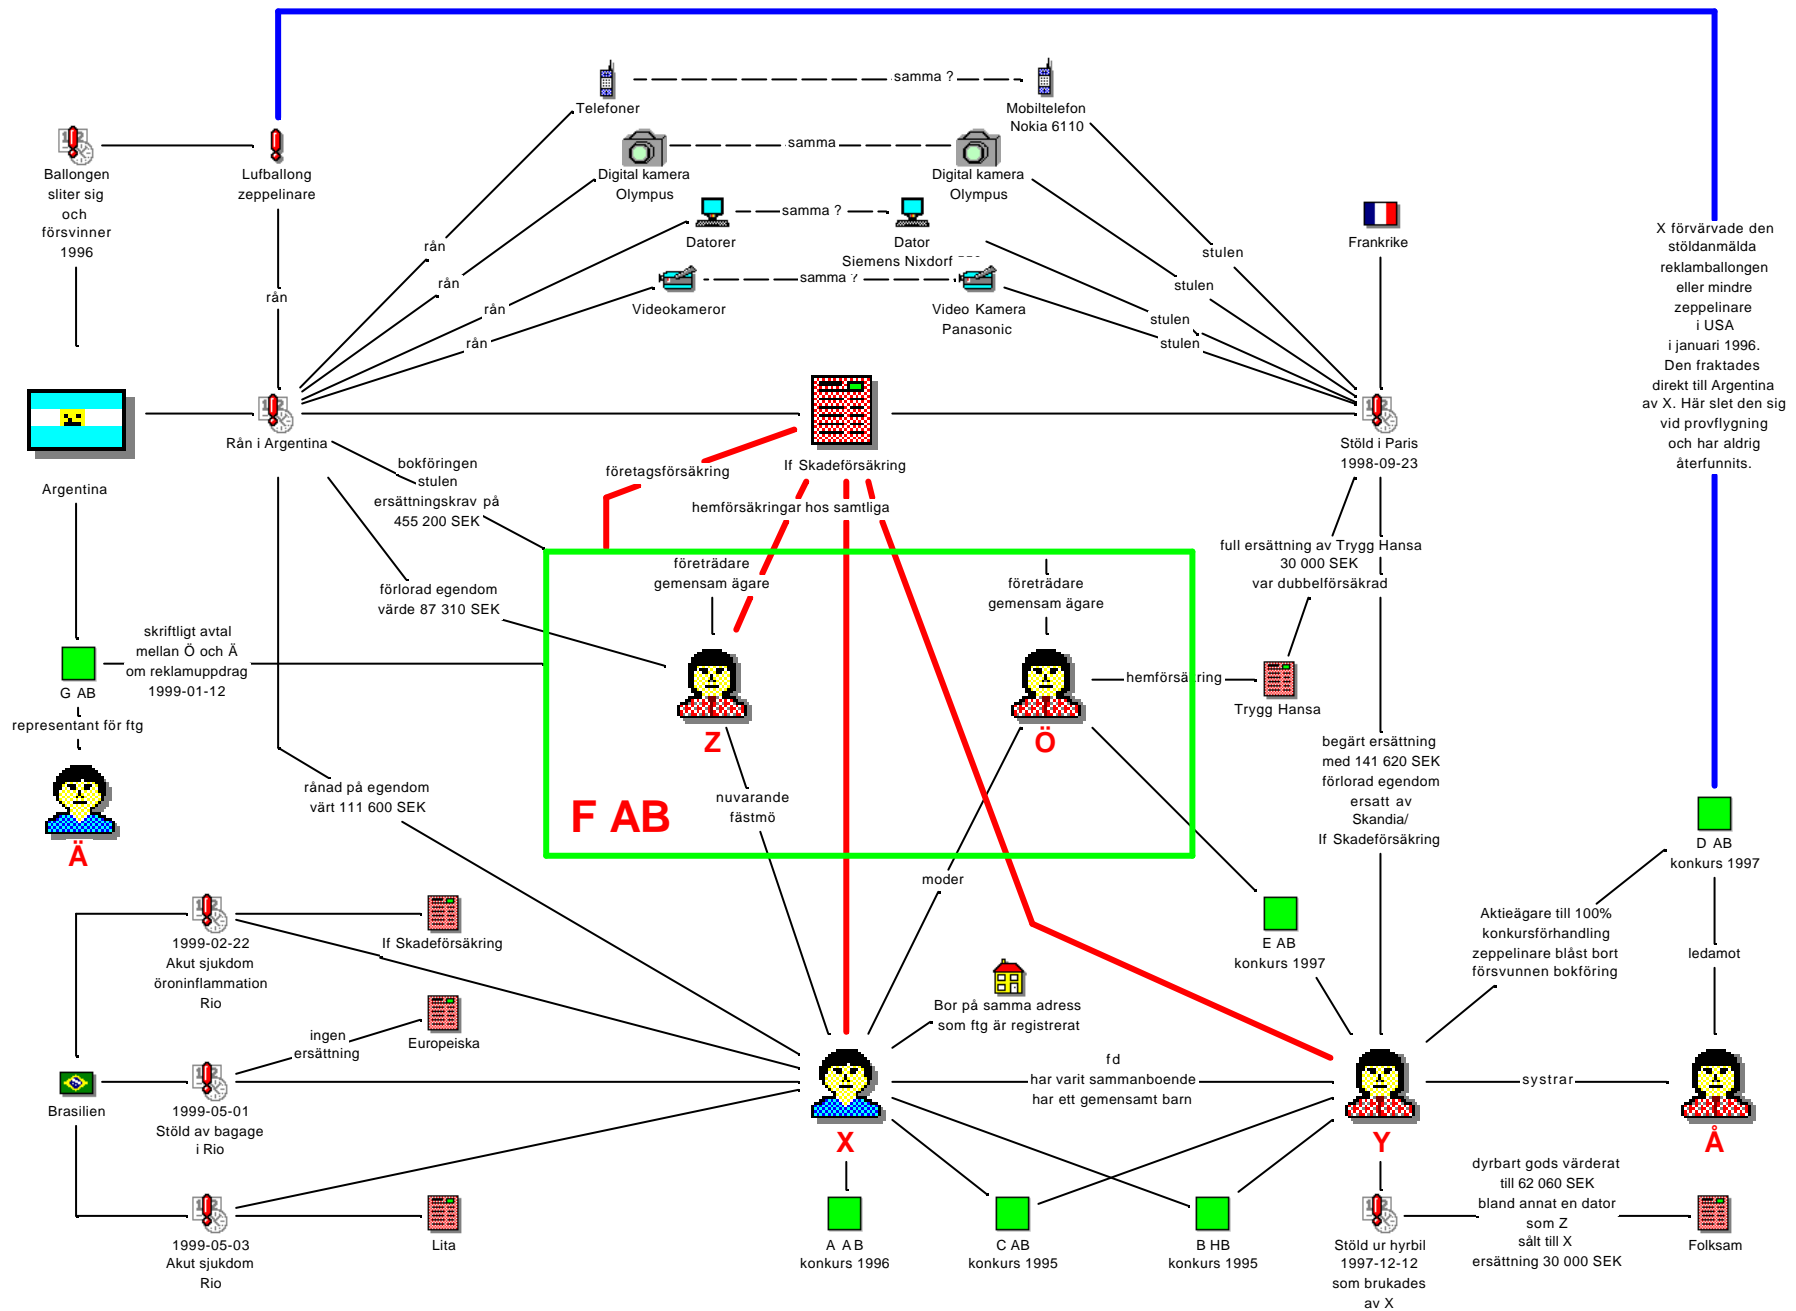 samma ?
Telefoner
Mobiltelefon
Nokia 6110
samma
Ballongen
sliter sig
och
försvinner
1996
Lufballong
zeppelinare
Digital kamera
Olympus
Digital kamera
Olympus
samma ?
Datorer
Dator
Siemens Nixdorf
Frankrike
X förvärvade den
stöldanmälda
reklamballongen
eller mindre
zeppelinare
i USA
i januari 1996.
Den fraktades
direkt till Argentina
av X. Här slet den sig
vid provflygning
och har aldrig
återfunnits.
rån
rån
rån
rån
rån
samma ?
Videokameror
Video Kamera
Panasonic
stulen
stulen
stulen
stulen
Rån i Argentina
If Skadeförsäkring
Stöld i Paris
1998-09-23
Argentina
bokföringen
stulen
ersättningskrav på
455 200 SEK
företagsförsäkring
hemförsäkringar hos samtliga
full ersättning av Trygg Hansa
30 000 SEK
var dubbelförsäkrad
förlorad egendom
värde 87 310 SEK
företrädare
gemensam ägare
företrädare
gemensam ägare
skriftligt avtal
mellan Ö och Ä
om reklamuppdrag
1999-01-12
G AB
representant för ftg
Ä
Z
Ö
hemförsäkring
Trygg Hansa
F AB
rånad på egendom
värt 111 600 SEK
nuvarande
fästmö
begärt ersättning
med 141 620 SEK
förlorad egendom
ersatt av
Skandia/
If Skadeförsäkring
D AB
konkurs 1997
moder
E AB
konkurs 1997
Aktieägare till 100%
konkursförhandling
zeppelinare blåst bort
försvunnen bokföring
ledamot
1999-02-22
Akut sjukdom
öroninflammation
Rio
If Skadeförsäkring
ingen
ersättning
Europeiska
Bor på samma adress
som ftg är registrerat
Brasilien
1999-05-01
Stöld av bagage
i Rio
fd
har varit sammanboende
har ett gemensamt barn
systrar
X
Y
Å
1999-05-03
Akut sjukdom
Rio
Lita
A AB
konkurs 1996
C AB
konkurs 1995
B HB
konkurs 1995
Stöld ur hyrbil
1997-12-12
som brukades
av X
dyrbart gods värderat
till 62 060 SEK
bland annat en dator
som Z
sålt till X
ersättning 30 000 SEK
Folksam